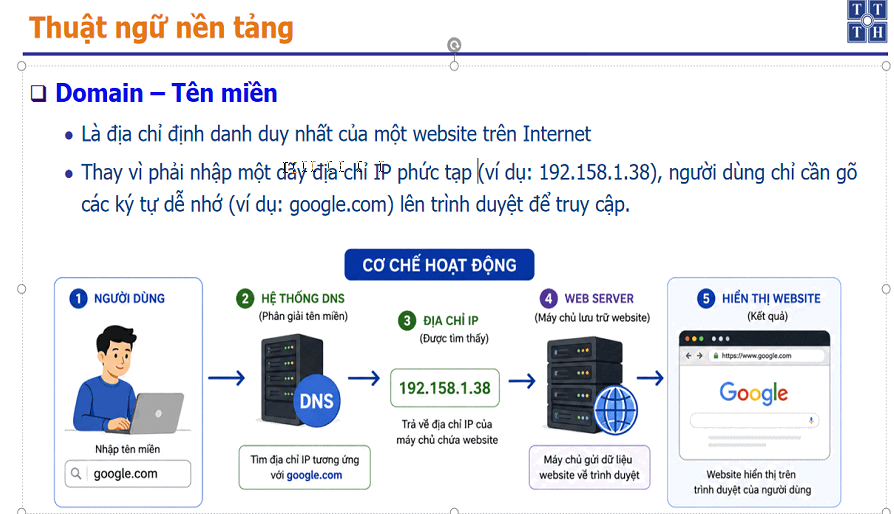 Thuật ngữ nền tảng
T T
T H
Domain – Tên miền
Là địa chỉ định danh duy nhất của một website trên Internet
Thay vì phải nhập một dãy địa chỉ IP phức tạp (ví dụ: 192.158.1.38), người dùng chỉ cần gõ
các ký tự dễ nhớ (ví dụ: google.com) lên trình duyệt để truy cập.
CƠ CHẾ HOẠT ĐỘNG
1 NGƯỜI DÙNG
Nhập tên miền
google.com
2 HỆ THỐNG DNS
(Phân giải tên miền)
DNS
Tìm địa chỉ IP tương ứng
với google.com
3 ĐỊA CHỈ IP
(Được tìm thấy)
192.158.1.38
Trả về địa chỉ IP của
máy chủ chứa website
4 WEB SERVER
(Máy chủ lưu trữ website)
Máy chủ gửi dữ liệu
website về trình duyệt
5 HIỂN THỊ WEBSITE
(Kết quả)
https://www.google.com
Google
Website hiển thị trên
trình duyệt của người dùng